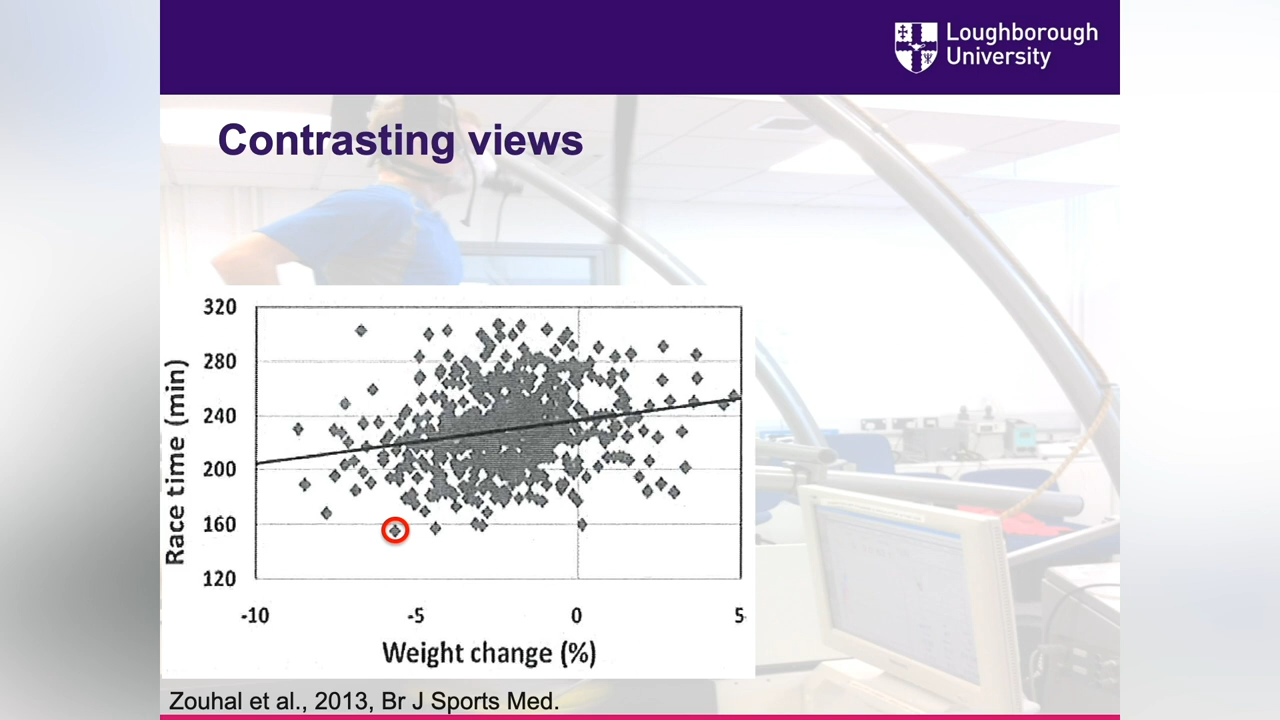 Loughborough
University
Contrasting views
320
280
240
200
160
120
Race time (min)
-10 -5 0 5
Weight change (%)
Zouhal et al., 2013, Br J Sports Med.